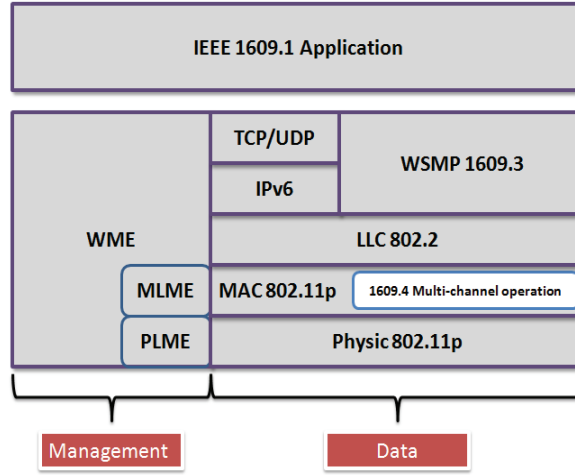 IEEE 1609.1 Application
TCP/UDP
WSMP 1609.3
IPv6
WME
LLC 802.2
MLME
MAC 802.11p
1609.4 Multi-channel operation
PLME
Physic 802.11p
Management
Data